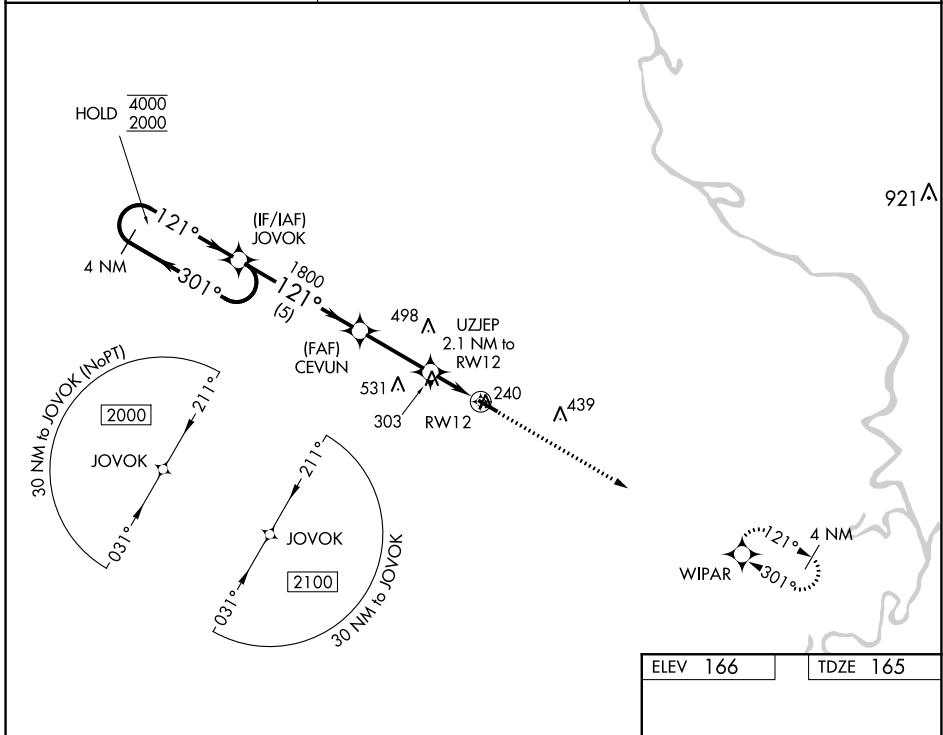 HOLD 4000
2000
921
121°
(IF/IAF)
JOVOK
4 NM
301°
1800
121°
(5)
(FAF)
CEVUN
498
UZJEP
2.1 NM to
RW12
531
303
RW12
240
439
30 NM to JOVOK (NoPT)
2000
211°
JOVOK
031°
211°
JOVOK
2100
031°
30 NM to JOVOK
121°
4 NM
WIPAR
301°
ELEV 166
TDZE 165